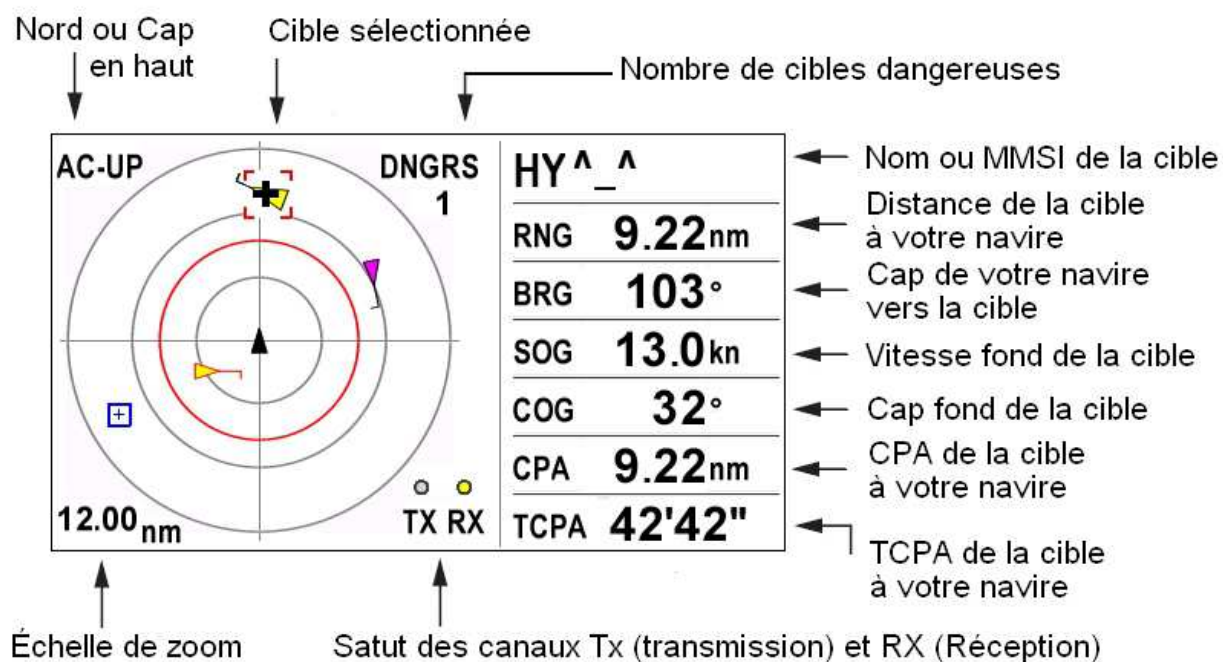 Nord ou Cap
en haut
Cible sélectionnée
Nombre de cibles dangereuses
AC-UP
DNGRS
1
12.00nm
TX RX
HY^_^
RNG 9.22nm
BRG 103°
SOG 13.0kn
COG 32°
CPA 9.22nm
TCPA 42'42"
Nom ou MMSI de la cible
Distance de la cible
à votre navire
Cap de votre navire
vers la cible
Vitesse fond de la cible
Cap fond de la cible
CPA de la cible
à votre navire
TCPA de la cible
à votre navire
Échelle de zoom
Satut des canaux Tx (transmission) et RX (Réception)